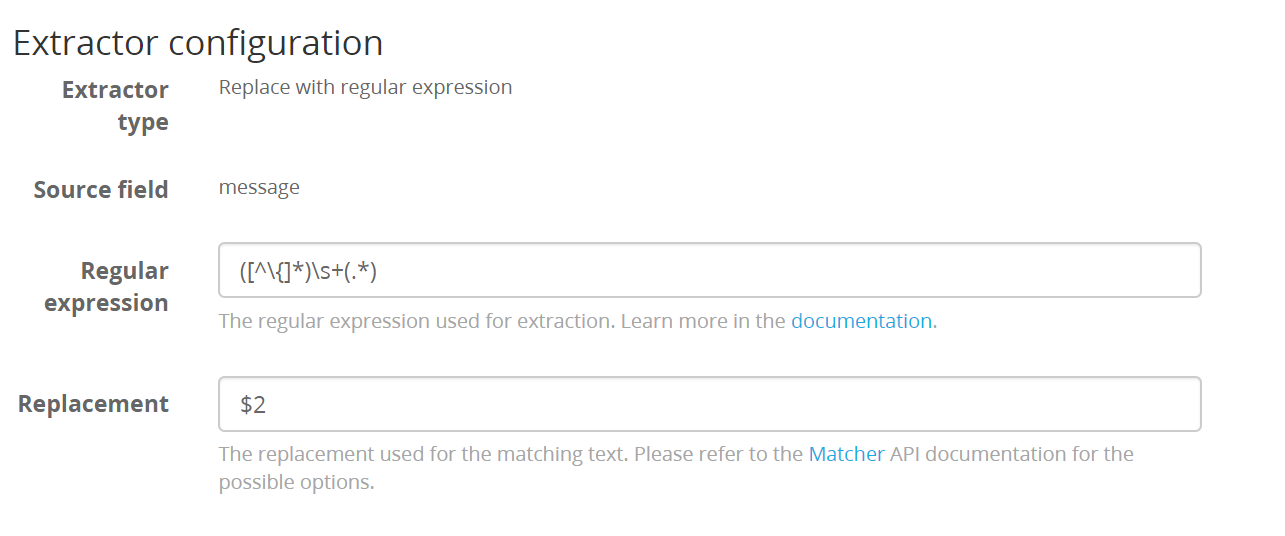 Extractor configuration
Extractor type
Replace with regular expression
Source field
message
Regular expression
([^\{]*)\s+(.*)
The regular expression used for extraction. Learn more in the documentation.
Replacement
$2
The replacement used for the matching text. Please refer to the Matcher API documentation for the
possible options.